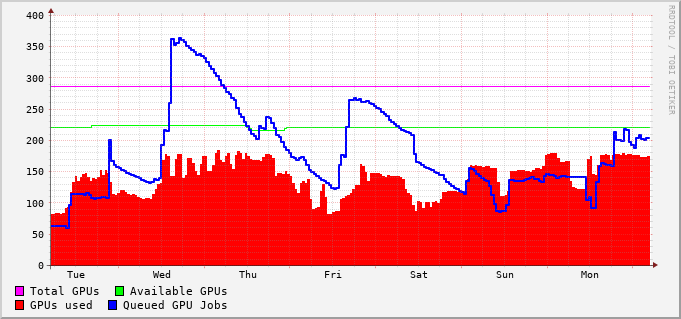 400
350
300
250
200
150
100
50
0
Tue Wed Thu Fri Sat Sun Mon
Total GPUs Available GPUs
GPUs used Queued GPU Jobs
RRDTOOL / TOBI OETIKER